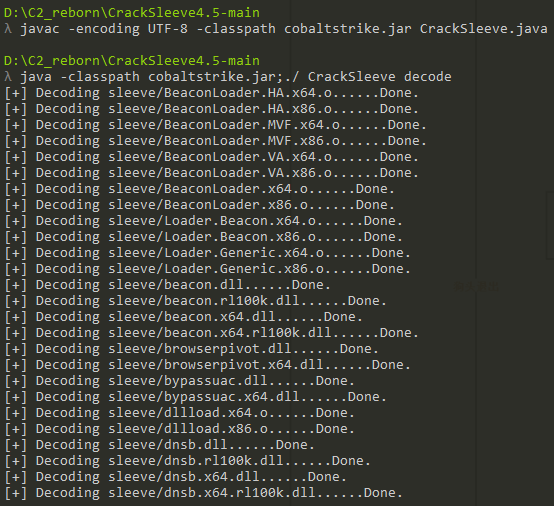 D:\C2_reborn\CrackSleeve4.5-main
λ javac -encoding UTF-8 -classpath cobaltstrike.jar CrackSleeve.java
D:\C2_reborn\CrackSleeve4.5-main
λ java -classpath cobaltstrike.jar;./ CrackSleeve decode
[+] Decoding sleeve/BeaconLoader.HA.x64.o......Done.
[+] Decoding sleeve/BeaconLoader.HA.x86.o......Done.
[+] Decoding sleeve/BeaconLoader.MVF.x64.o......Done.
[+] Decoding sleeve/BeaconLoader.MVF.x86.o......Done.
[+] Decoding sleeve/BeaconLoader.VA.x64.o......Done.
[+] Decoding sleeve/BeaconLoader.VA.x86.o......Done.
[+] Decoding sleeve/BeaconLoader.x64.o......Done.
[+] Decoding sleeve/BeaconLoader.x86.o......Done.
[+] Decoding sleeve/Loader.Beacon.x64.o......Done.
[+] Decoding sleeve/Loader.Beacon.x86.o......Done.
[+] Decoding sleeve/Loader.Generic.x64.o......Done.
[+] Decoding sleeve/Loader.Generic.x86.o......Done.
[+] Decoding sleeve/beacon.dll......Done.
[+] Decoding sleeve/beacon.rl100k.dll......Done.
[+] Decoding sleeve/beacon.x64.dll......Done.
[+] Decoding sleeve/beacon.x64.rl100k.dll......Done.
[+] Decoding sleeve/browserpivot.dll......Done.
[+] Decoding sleeve/browserpivot.x64.dll......Done.
[+] Decoding sleeve/bypassuac.dll......Done.
[+] Decoding sleeve/bypassuac.x64.dll......Done.
[+] Decoding sleeve/dllload.x64.o......Done.
[+] Decoding sleeve/dllload.x86.o......Done.
[+] Decoding sleeve/dnsb.dll......Done.
[+] Decoding sleeve/dnsb.rl100k.dll......Done.
[+] Decoding sleeve/dnsb.x64.dll......Done.
[+] Decoding sleeve/dnsb.x64.rl100k.dll......Done.